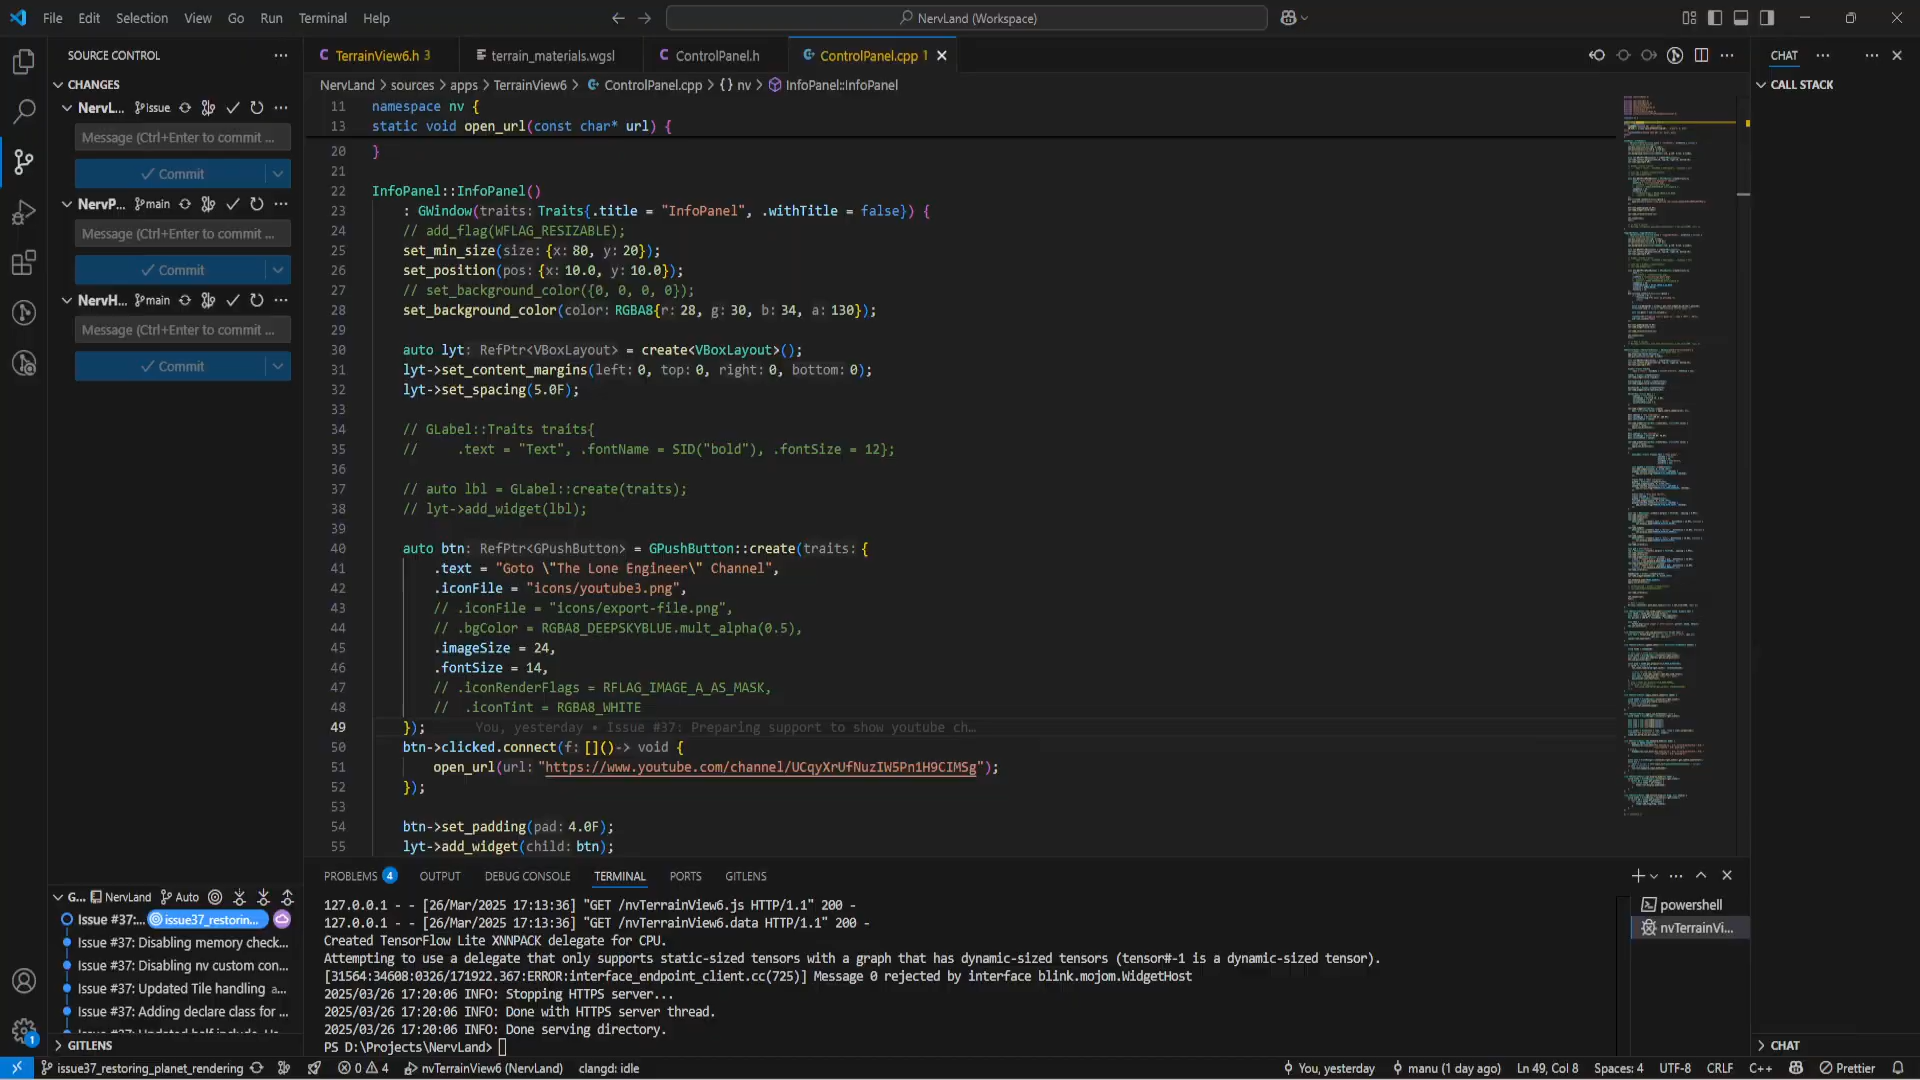 File Edit Selection View Go Run Terminal Help
NervLand (Workspace)
SOURCE CONTROL
CHANGES
NervL... issue
Message (Ctrl+Enter to commit ...
Commit
NervP... main
Message (Ctrl+Enter to commit ...
Commit
NervH... main
Message (Ctrl+Enter to commit ...
Commit
TerrainView6.h 3
terrain_materials.wgsl
ControlPanel.h
ControlPanel.cpp 1
NervLand > sources > apps > TerrainView6 > ControlPanel.cpp > {} nv > InfoPanel::InfoPanel
11 namespace nv {
13 static void open_url(const char* url) {
20 }
21
22 InfoPanel::InfoPanel()
23 : GWindow(traits: Traits{.title = "InfoPanel", .withTitle = false}) {
24 // add_flag(WFLAG_RESIZABLE);
25 set_min_size(size: {x: 80, y: 20});
26 set_position(pos: {x: 10.0, y: 10.0});
27 // set_background_color({0, 0, 0, 0});
28 set_background_color(color: RGBA8{r: 28, g: 30, b: 34, a: 130});
29
30 auto lyt: RefPtr<VBoxLayout> = create<VBoxLayout>();
31 lyt->set_content_margins(left: 0, top: 0, right: 0, bottom: 0);
32 lyt->set_spacing(5.0F);
33
34 // GLabel::Traits traits{
35 // .text = "Text", .fontName = SID("bold"), .fontSize = 12};
36
37 // auto lbl = GLabel::create(traits);
38 // lyt->add_widget(lbl);
39
40 auto btn: RefPtr<GPushButton> = GPushButton::create(traits: {
41 .text = "Goto \"The Lone Engineer\" Channel",
42 .iconFile = "icons/youtube3.png",
43 // .iconFile = "icons/export-file.png",
44 // .bgColor = RGBA8_DEEPSKYBLUE.mult_alpha(0.5),
45 .imageSize = 24,
46 .fontSize = 14,
47 // .iconRenderFlags = RFLAG_IMAGE_A_AS_MASK,
48 // .iconTint = RGBA8_WHITE
49 }); You, yesterday • Issue #37: Preparing support to show youtube ch…
50 btn->clicked.connect(f: []()-> void {
51 open_url(url: "https://www.youtube.com/channel/UCqyXrUfNuzIW5Pn1H9CIMSg");
52 });
53
54 btn->set_padding(pad: 4.0F);
55 lyt->add_widget(child: btn);
CHAT
CALL STACK
CHAT
PROBLEMS 4 OUTPUT DEBUG CONSOLE TERMINAL PORTS GITLENS
127.0.0.1 - - [26/Mar/2025 17:13:36] "GET /nvTerrainView6.js HTTP/1.1" 200 -
127.0.0.1 - - [26/Mar/2025 17:13:36] "GET /nvTerrainView6.data HTTP/1.1" 200 -
Created TensorFlow Lite XNNPACK delegate for CPU.
Attempting to use a delegate that only supports static-sized tensors with a graph that has dynamic-sized tensors (tensor#-1 is a dynamic-sized tensor).
[31564:34608:0326/171922.367:ERROR:interface_endpoint_client.cc(725)] Message 0 rejected by interface blink.mojom.WidgetHost
2025/03/26 17:20:06 INFO: Stopping HTTPS server...
2025/03/26 17:20:06 INFO: Done with HTTPS server thread.
2025/03/26 17:20:06 INFO: Done serving directory.
PS D:\Projects\NervLand>
powershell
nvTerrainVi...
G... NervLand Auto
Issue #37:... issue37_restorin...
Issue #37: Disabling memory check...
Issue #37: Disabling nv custom con...
Issue #37: Updated Tile handling a...
Issue #37: Adding declare class for ...
GITLENS
1
issue37_restoring_planet_rendering 0 4 nvTerrainView6 (NervLand) clangd: idle
You, yesterday manu (1 day ago) Ln 49, Col 8 Spaces: 4 UTF-8 CRLF C++ Prettier